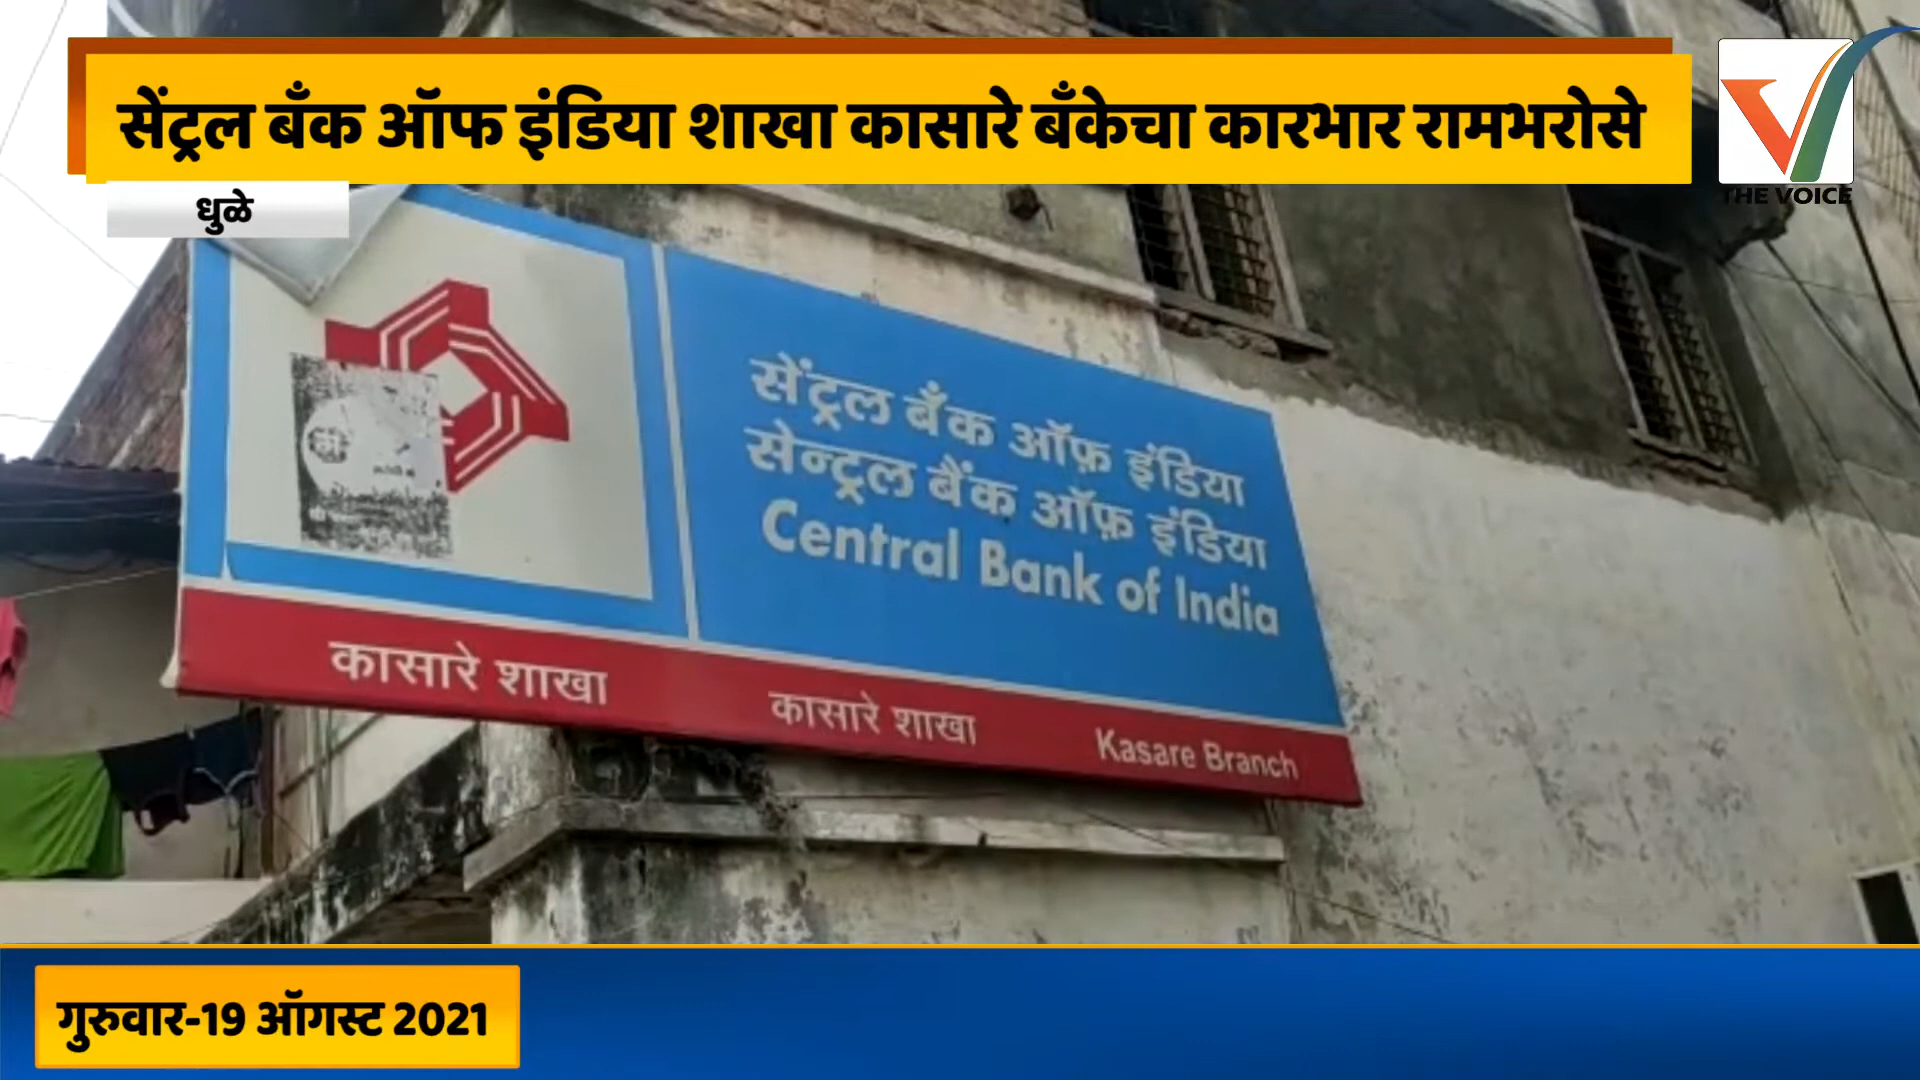 सेंट्रल बँक ऑफ इंडिया शाखा कासारे बँकेचा कारभार रामभरोसे
THE VOICE
धुळे
सेंट्रल बँक ऑफ़ इंडिया
सेन्ट्रल बैंक ऑफ़ इंडिया
Central Bank of India
कासारे शाखा
कासारे शाखा
Kasare Branch
गुरुवार-19 ऑगस्ट 2021